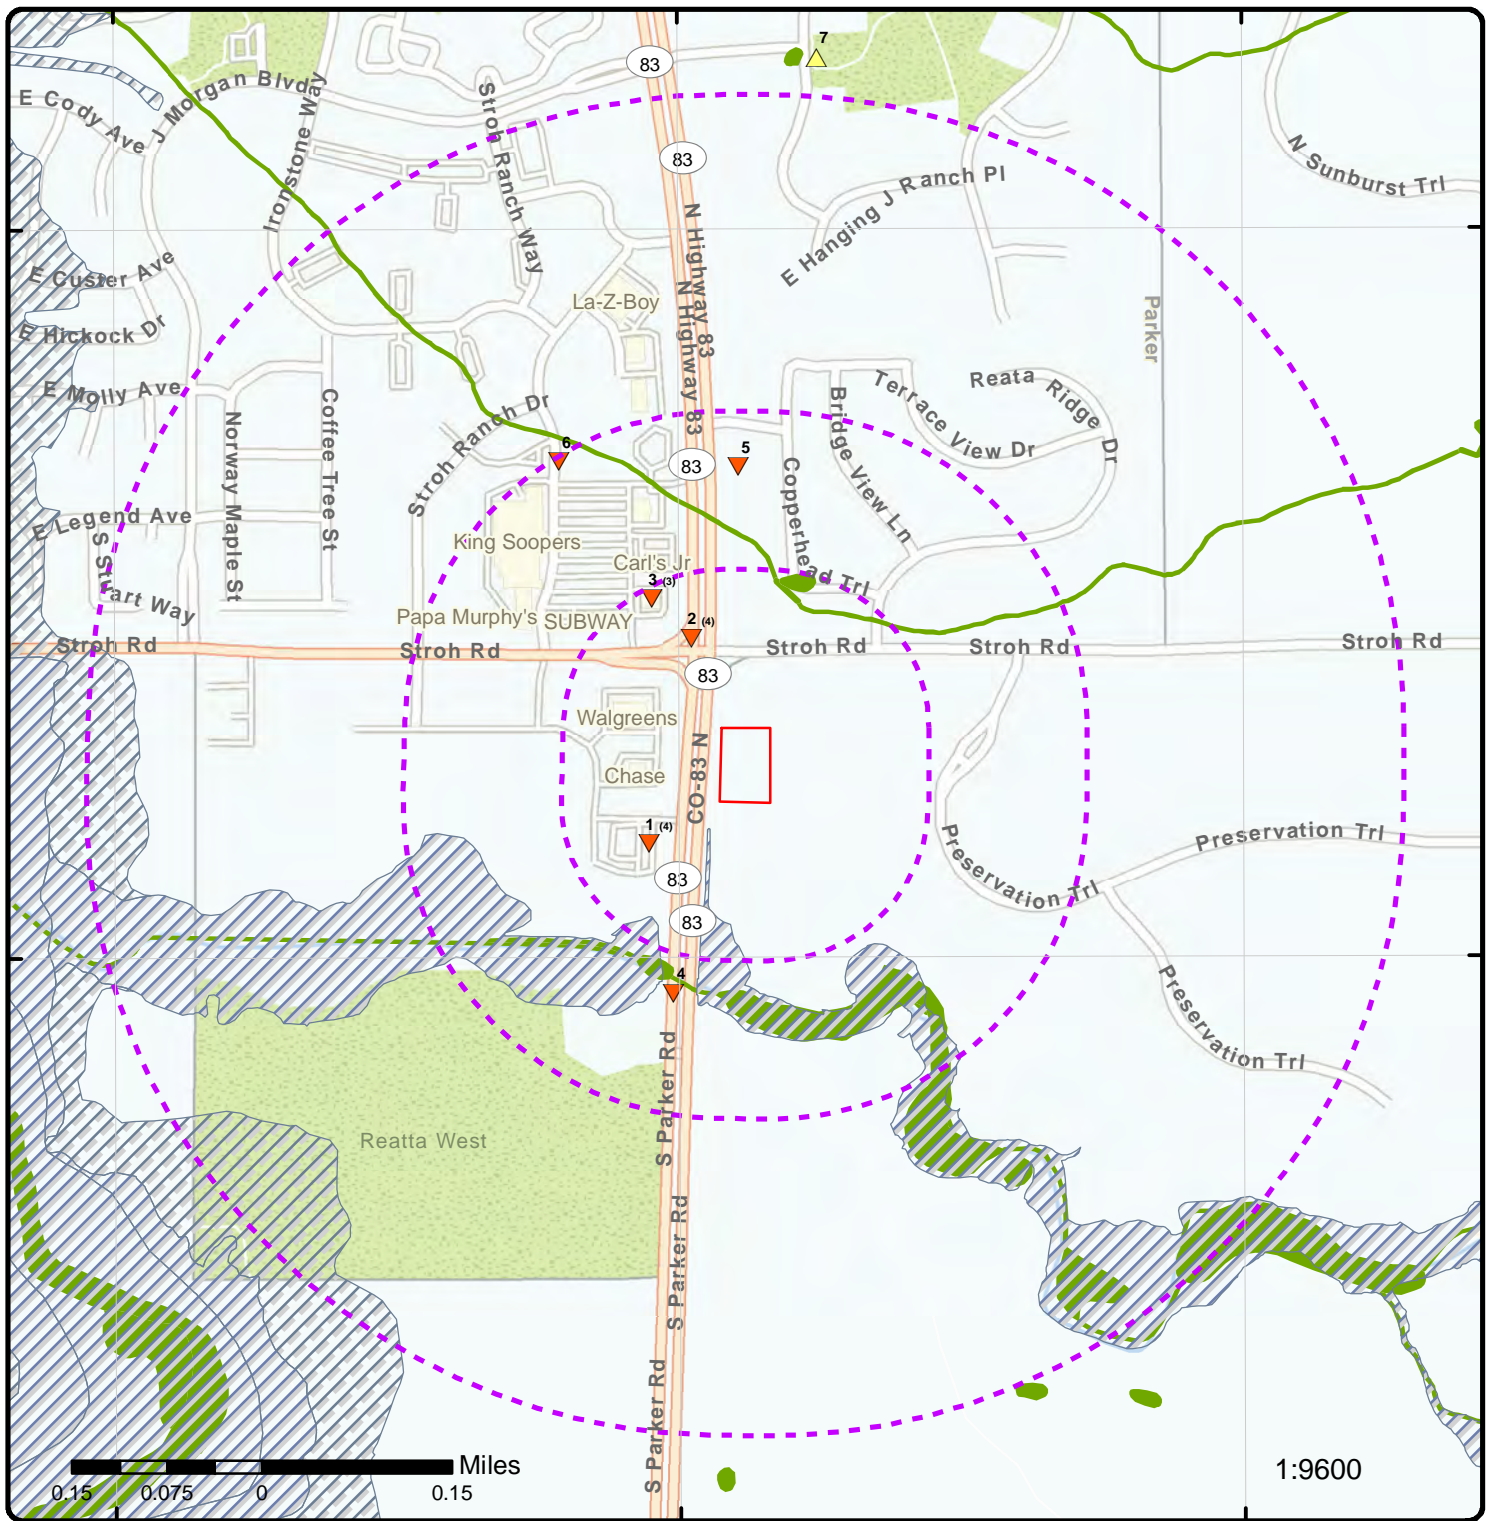 7
83
E Cody Ave
J Morgan Blvd
Ironstone Way
Stroh Ranch Way
83
N Sunburst Trl
E Hanging J Ranch Pl
N Highway 83
N Highway 83
E Custer Ave
La-Z-Boy
E Hickock Dr
Parker
E Molly Ave
Norway Maple St
Coffee Tree St
Stroh Ranch Dr
Bridge View Ln
Terrace View Dr
Reata Ridge Dr
6
5
83
Copperhead Trl
E Legend Ave
S Stuart Way
King Soopers
Carl's Jr
3 (3)
Papa Murphy's
SUBWAY
2 (4)
Stroh Rd
Stroh Rd
Stroh Rd
Stroh Rd
Stroh Rd
83
Walgreens
CO-83 N
Chase
1 (4)
Preservation Trl
Preservation Trl
83
83
4
Preservation Trl
S Parker Rd
Reatta West
S Parker Rd
S Parker Rd
Miles
0.15
0.075
0
0.15
1:9600